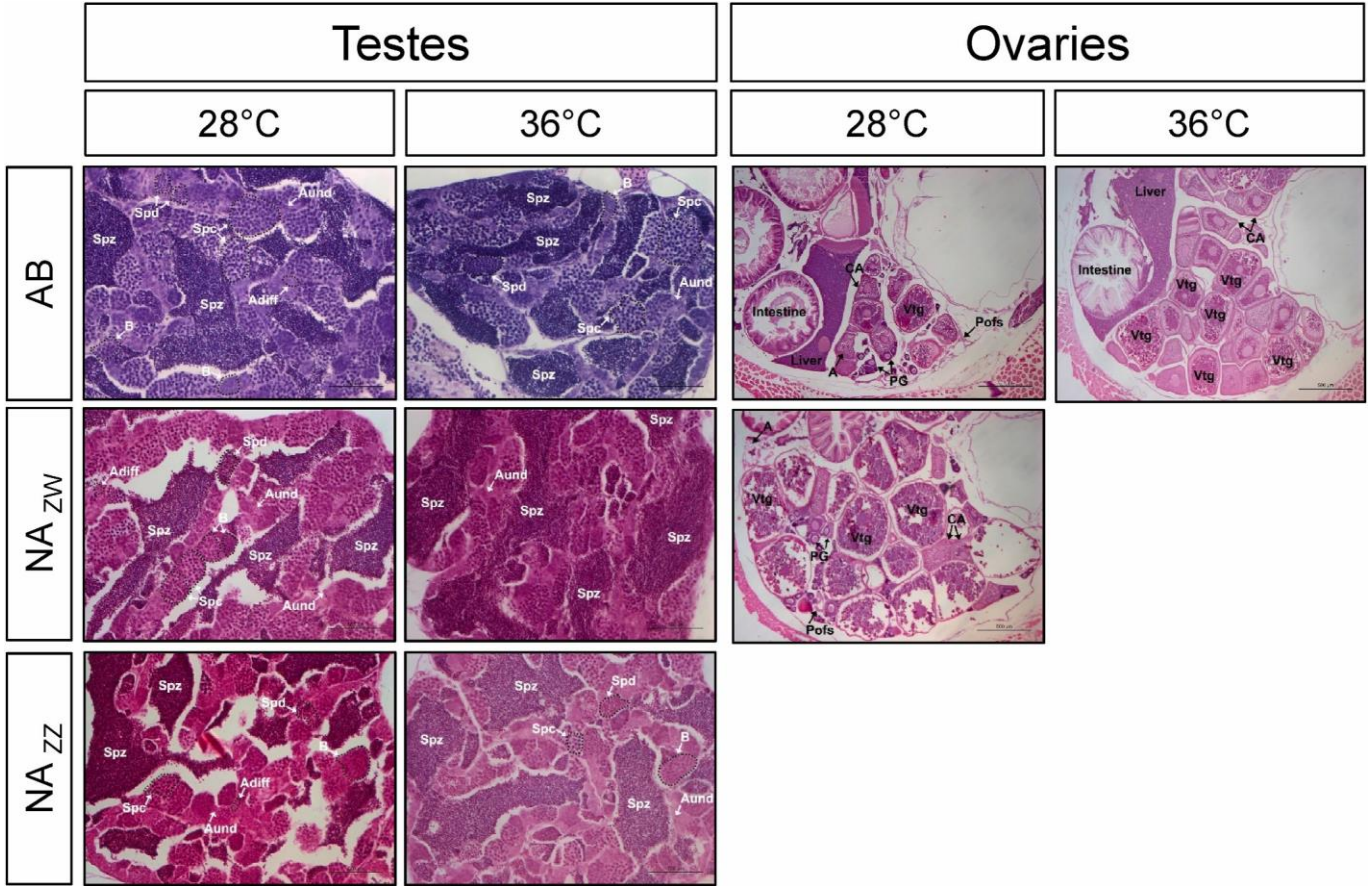 Testes
Ovaries
28°C
36°C
28°C
36°C
AB
Spd
Aund
Spc
Spz
Spz
Adiff
B
B
B
Spz
Spc
Spz
Spd
Aund
Spc
Spz
CA
Intestine
Vtg
Pofs
Liver
A
PG
Liver
CA
Intestine
Vtg
Vtg
Vtg
Vtg
Vtg
Vtg
NA ZW
Spd
Adiff
Aund
Spz
B
Spz
Spz
Spc
Aund
Spz
Aund
Spz
Spz
Spz
Spz
A
Vtg
Vtg
CA
Vtg
PG
Pofs
NA ZZ
Spz
Spz
Spd
B
Adiff
Spc
Aund
Spd
Spz
Spc
B
Spz
Spz
Aund